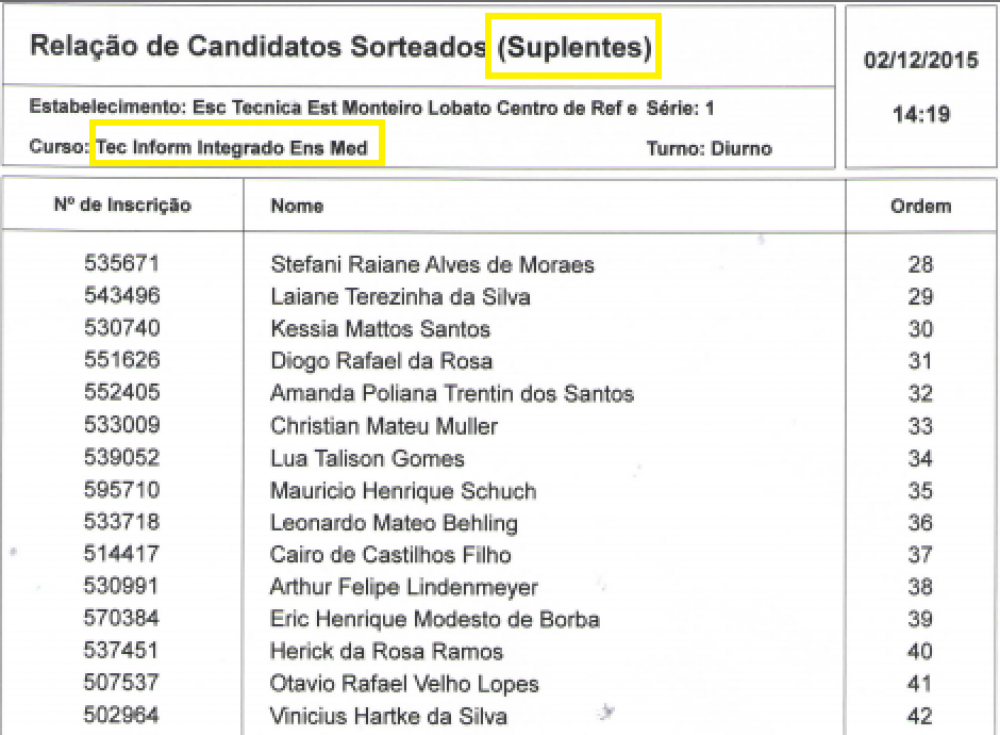 Relação de Candidatos Sorteados (Suplentes)
02/12/2015
14:19
Estabelecimento: Esc Tecnica Est Monteiro Lobato Centro de Ref e Série: 1
Curso: Tec Inform Integrado Ens Med Turno: Diurno
Nº de Inscrição Nome Ordem
535671 Stefani Raiane Alves de Moraes 28
543496 Laiane Terezinha da Silva 29
530740 Kessia Mattos Santos 30
551626 Diogo Rafael da Rosa 31
552405 Amanda Poliana Trentin dos Santos 32
533009 Christian Mateu Muller 33
539052 Lua Talison Gomes 34
595710 Mauricio Henrique Schuch 35
533718 Leonardo Mateo Behling 36
514417 Cairo de Castilhos Filho 37
530991 Arthur Felipe Lindenmeyer 38
570384 Eric Henrique Modesto de Borba 39
537451 Herick da Rosa Ramos 40
507537 Otavio Rafael Velho Lopes 41
502964 Vinicius Hartke da Silva 42